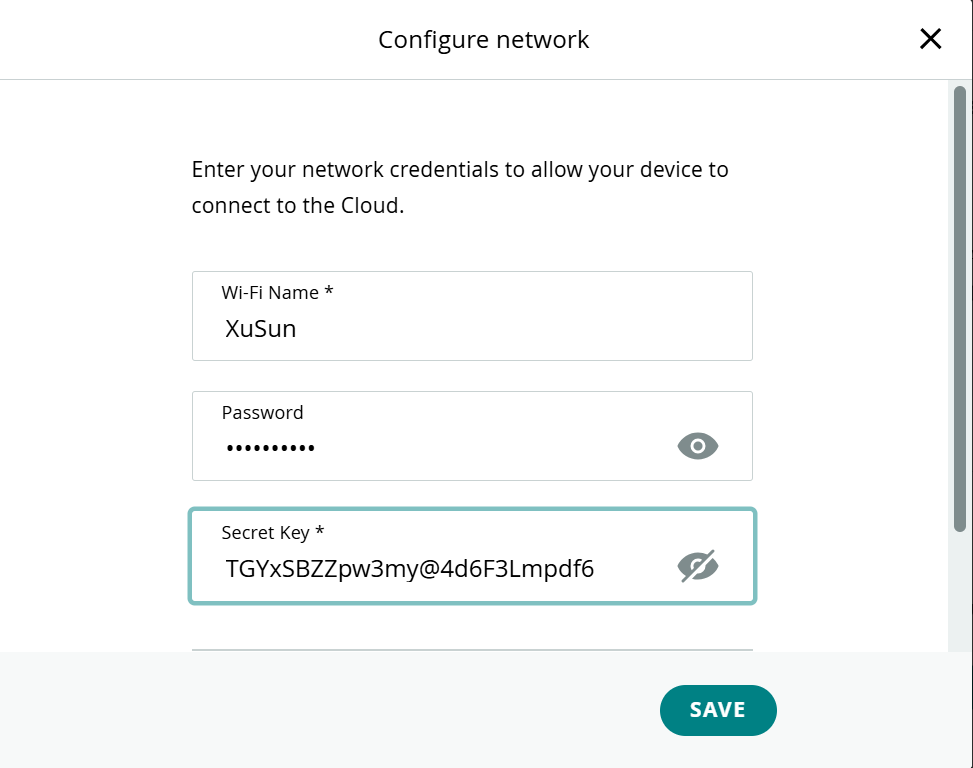 Configure network
Enter your network credentials to allow your device to
connect to the Cloud.
Wi-Fi Name *
XuSun
Password
••••••••••
Secret Key *
TGYxSBZZpw3my@4d6F3Lmpdf6
SAVE